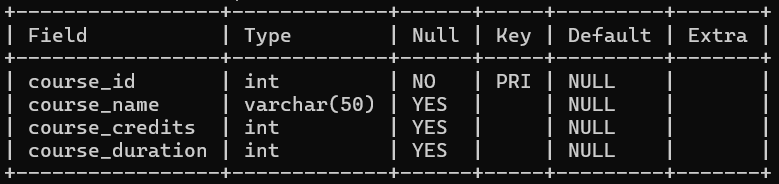 +-----------------+-------------+------+-----+---------+-------+
| Field           | Type        | Null | Key | Default | Extra |
+-----------------+-------------+------+-----+---------+-------+
| course_id       | int         | NO   | PRI | NULL    |       |
| course_name     | varchar(50) | YES  |     | NULL    |       |
| course_credits  | int         | YES  |     | NULL    |       |
| course_duration | int         | YES  |     | NULL    |       |
+-----------------+-------------+------+-----+---------+-------+